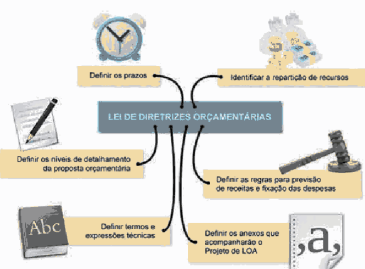 Definir os prazos
Identificar a repartição de recursos
LEI DE DIRETRIZES ORÇAMENTÁRIAS
Definir os níveis de detalhamento
da proposta orçamentária
Definir as regras para previsão
de receitas e fixação das despesas
Abc
Definir termos e
expressões técnicas
Definir os anexos que
acompanharão o
Projeto de LOA
,a,